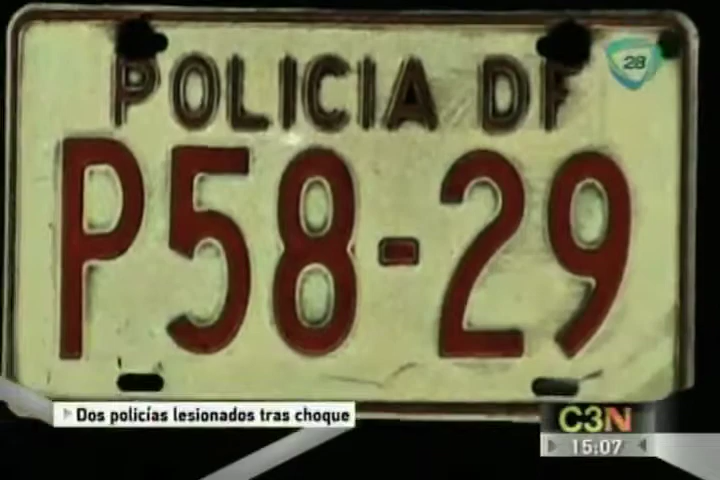 POLICIA DF
28
P58-29
Dos policías lesionados tras choque
C3N
15:07